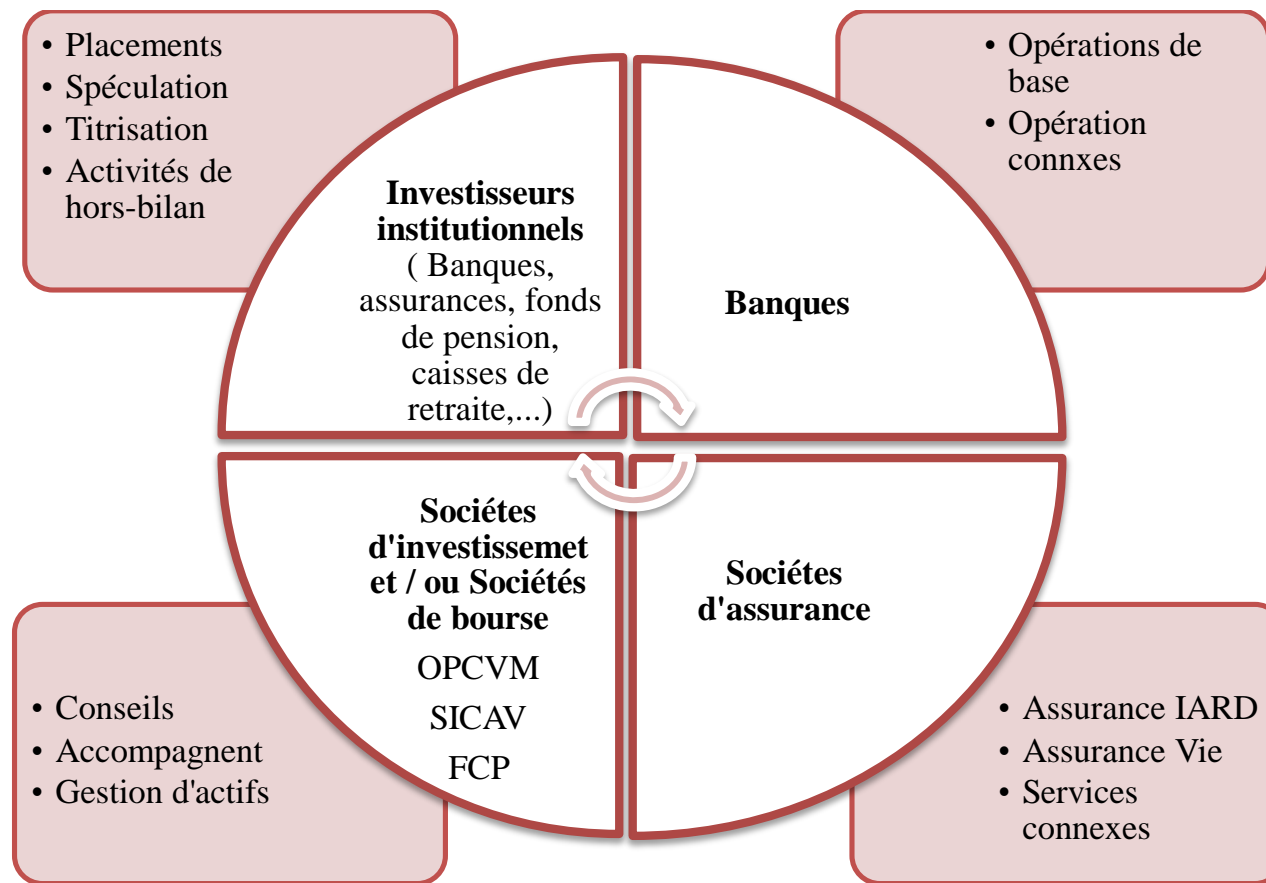 • Placements
• Spéculation
• Titrisation
• Activités de
hors-bilan
• Opérations de
base
• Opération
connxes
Investisseurs
institutionnels
( Banques,
assurances, fonds
de pension,
caisses de
retraite,...)
Banques
Sociétes
d'investissemet
et / ou Sociétés
de bourse
OPCVM
SICAV
FCP
Sociétes
d'assurance
• Conseils
• Accompagnent
• Gestion d'actifs
• Assurance IARD
• Assurance Vie
• Services
connexes